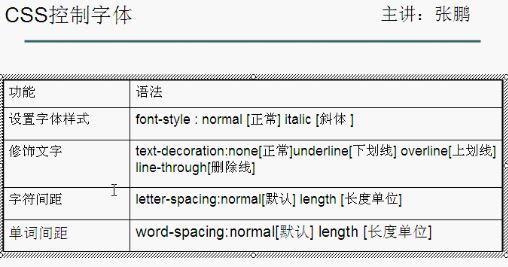 CSS控制字体
主讲：张鹏
功能 语法
设置字体样式 font-style : normal [正常] italic [斜体 ]
修饰文字 text-decoration:none[正常]underline[下划线] overline[上划线]
line-through[删除线]
字符间距 letter-spacing:normal[默认] length [长度单位]
单词间距 word-spacing:normal[默认] length [长度单位]